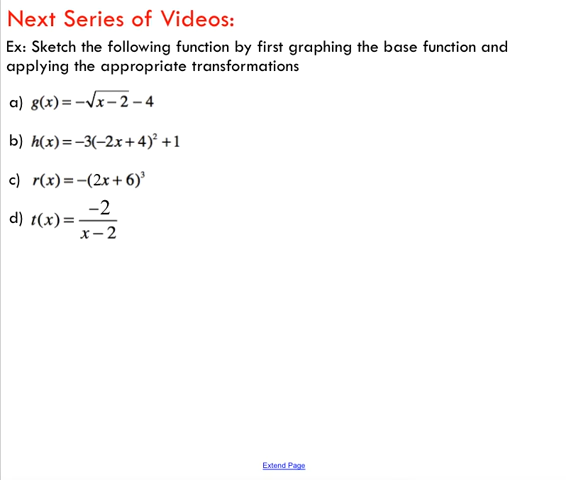 Next Series of Videos:
Ex: Sketch the following function by first graphing the base function and
applying the appropriate transformations
a) g(x) = −√(x − 2) − 4
b) h(x) = −3(−2x + 4)² + 1
c) r(x) = −(2x + 6)³
d) t(x) = −2/(x − 2)
Extend Page